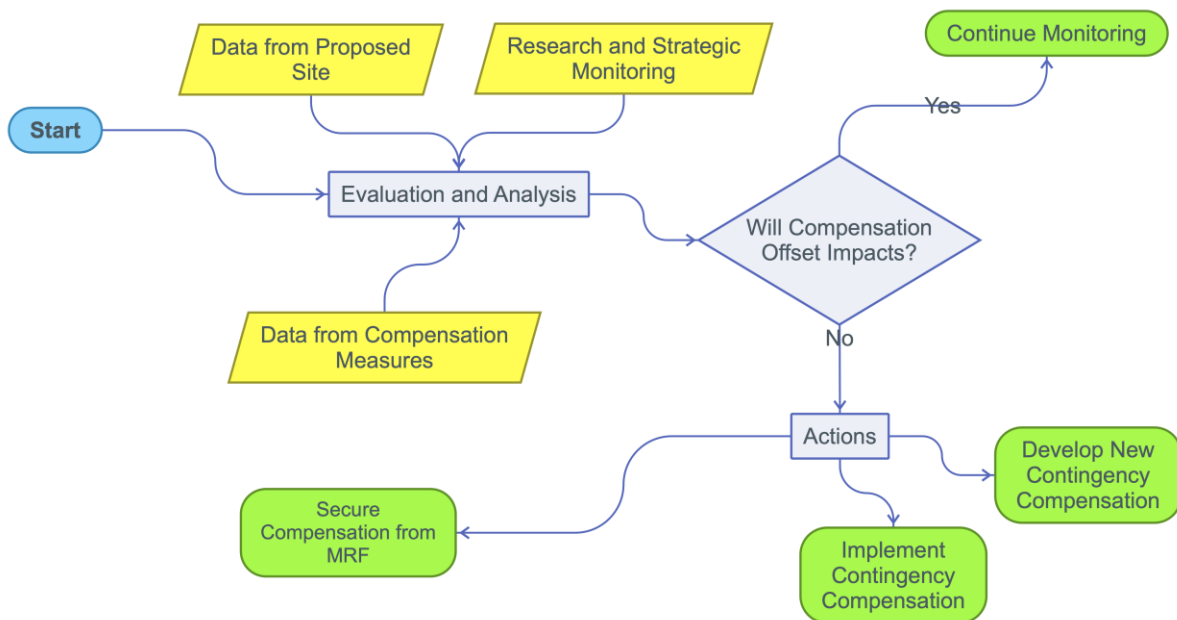 Data from Proposed
Site
Research and Strategic
Monitoring
Continue Monitoring
Start
Yes
Evaluation and Analysis
Will Compensation
Offset Impacts?
Data from Compensation
Measures
No
Actions
Develop New
Contingency
Compensation
Secure
Compensation from
MRF
Implement
Contingency
Compensation